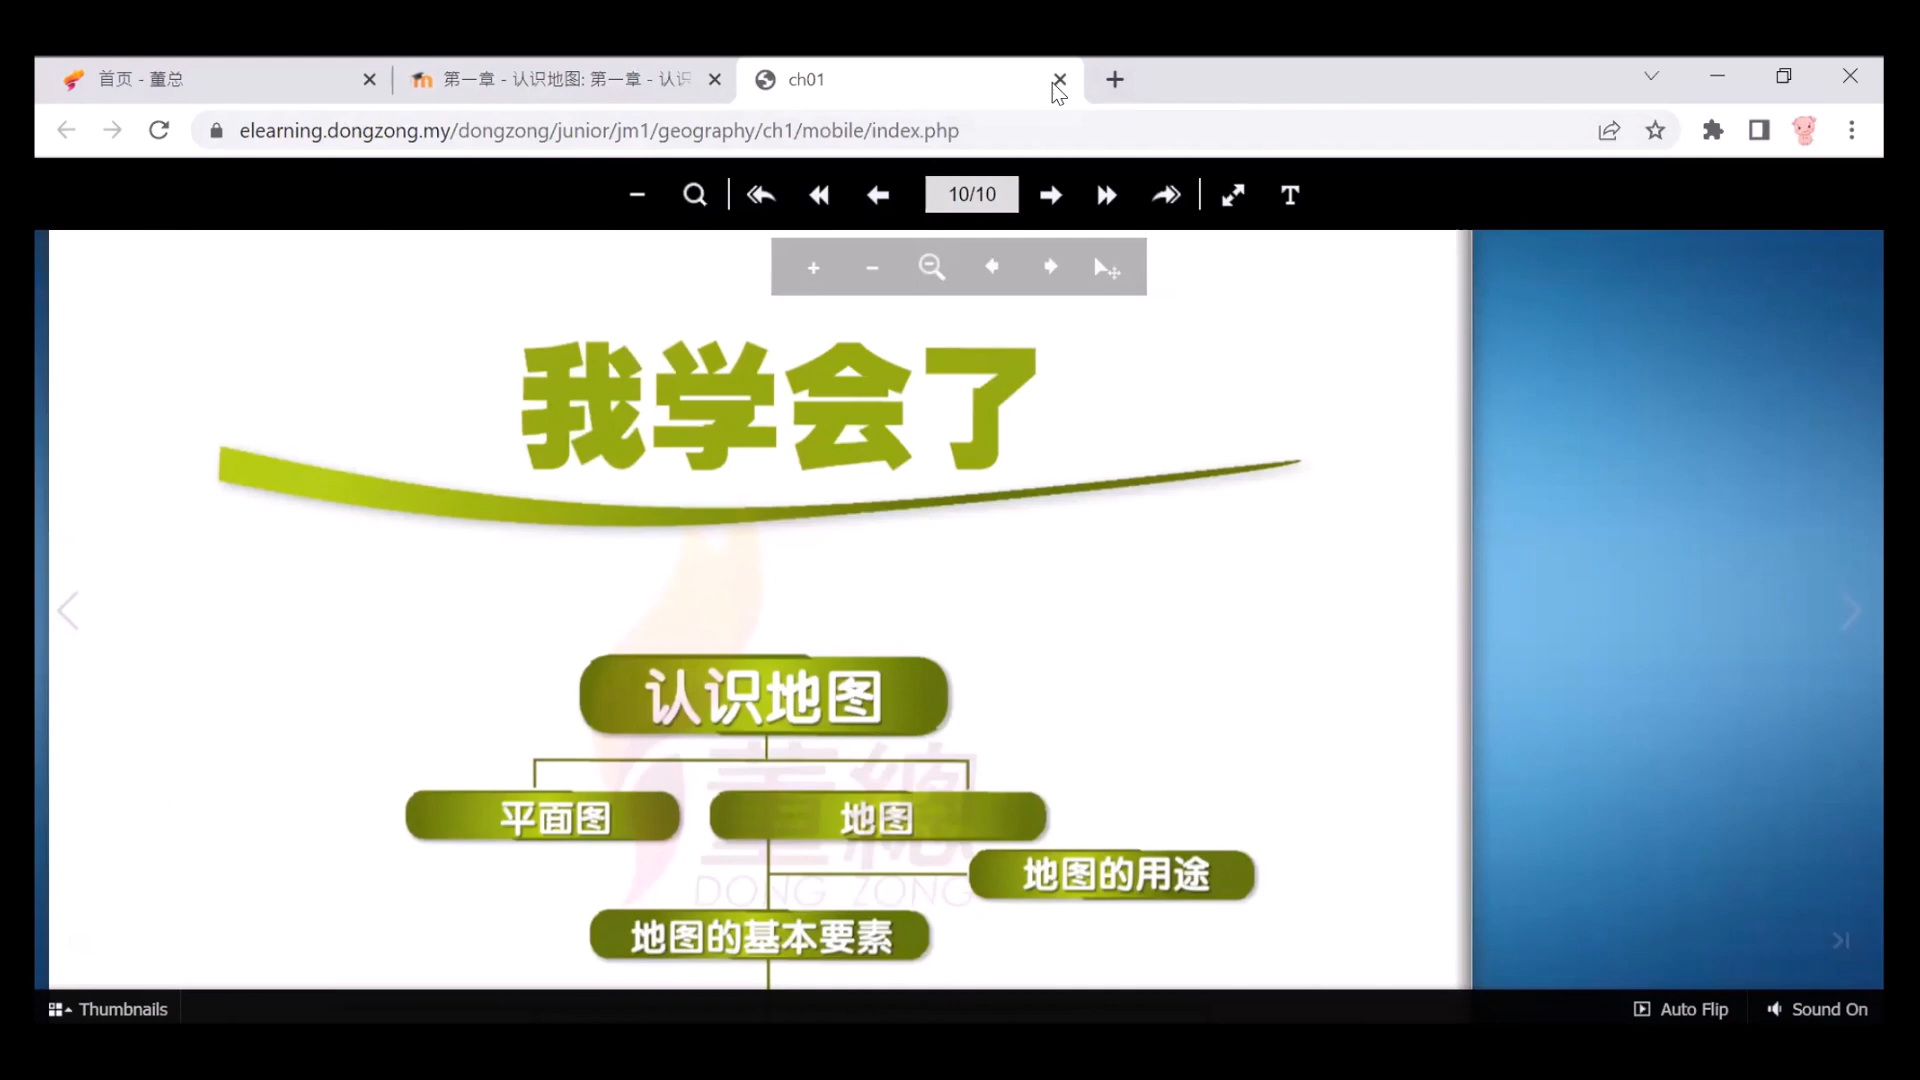 首页 - 董总
第一章 - 认识地图: 第一章 - 认识
ch01
elearning.dongzong.my/dongzong/junior/jm1/geography/ch1/mobile/index.php
10/10
我学会了
认识地图
平面图
地图
地图的用途
地图的基本要素
董總
DONG ZONG
Thumbnails
Auto Flip
Sound On